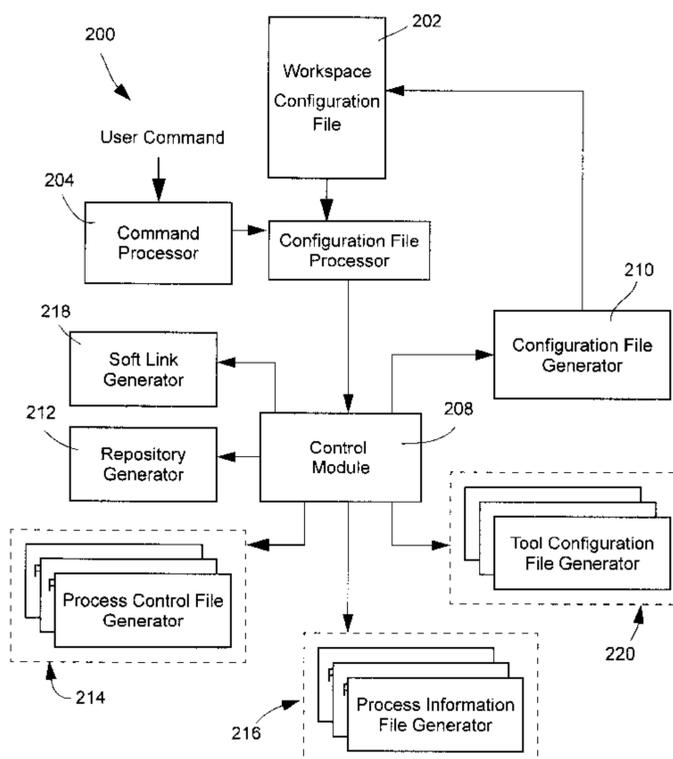 202
200
Workspace
Configuration
File
User Command
204
Command
Processor
Configuration File
Processor
210
218
Soft Link
Generator
Configuration File
Generator
212
208
Repository
Generator
Control
Module
Tool Configuration
File Generator
Process Control File
Generator
220
214
Process Information
File Generator
216